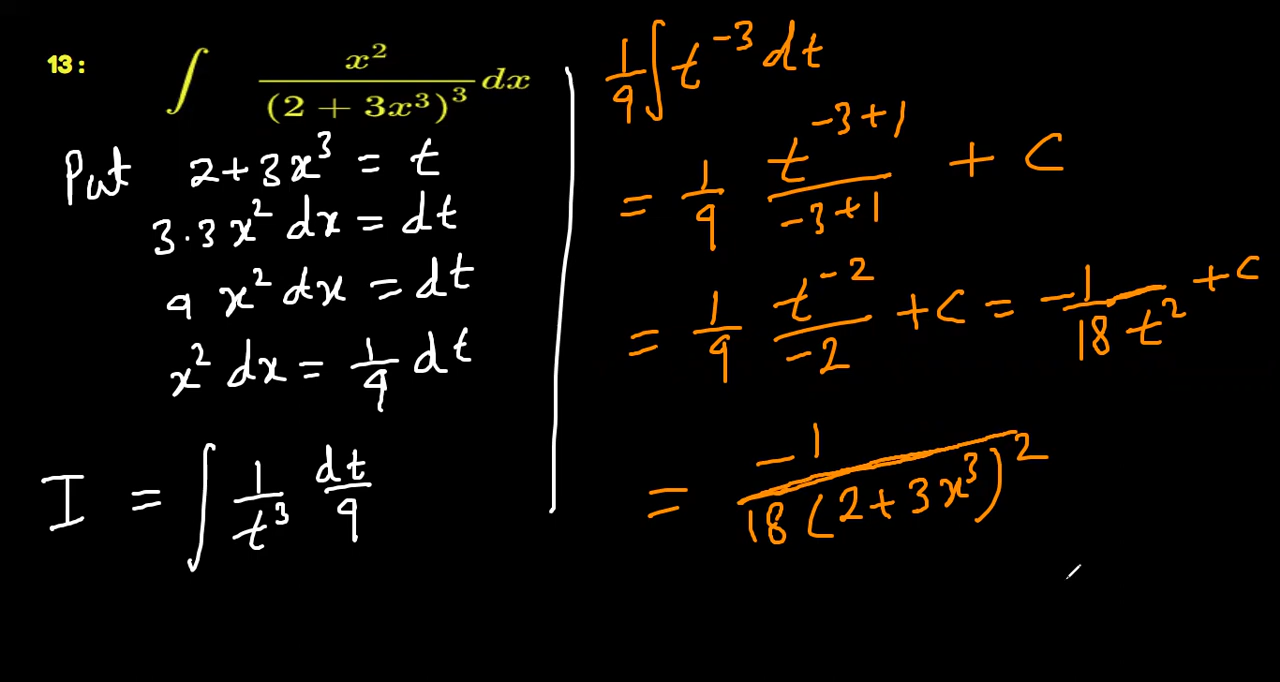 13: ∫ x²/(2 + 3x³)³ dx
Put 2+3x³ = t
3.3x² dx = dt
9 x² dx = dt
x² dx = 1/9 dt
I = ∫ 1/t³ dt/9
1/9 ∫ t⁻³ dt
= 1/9 t⁻³⁺¹/-3+1 + C
= 1/9 t⁻²/-2 + C = -1/18 t² + C
= -1/18 (2+3x³)²